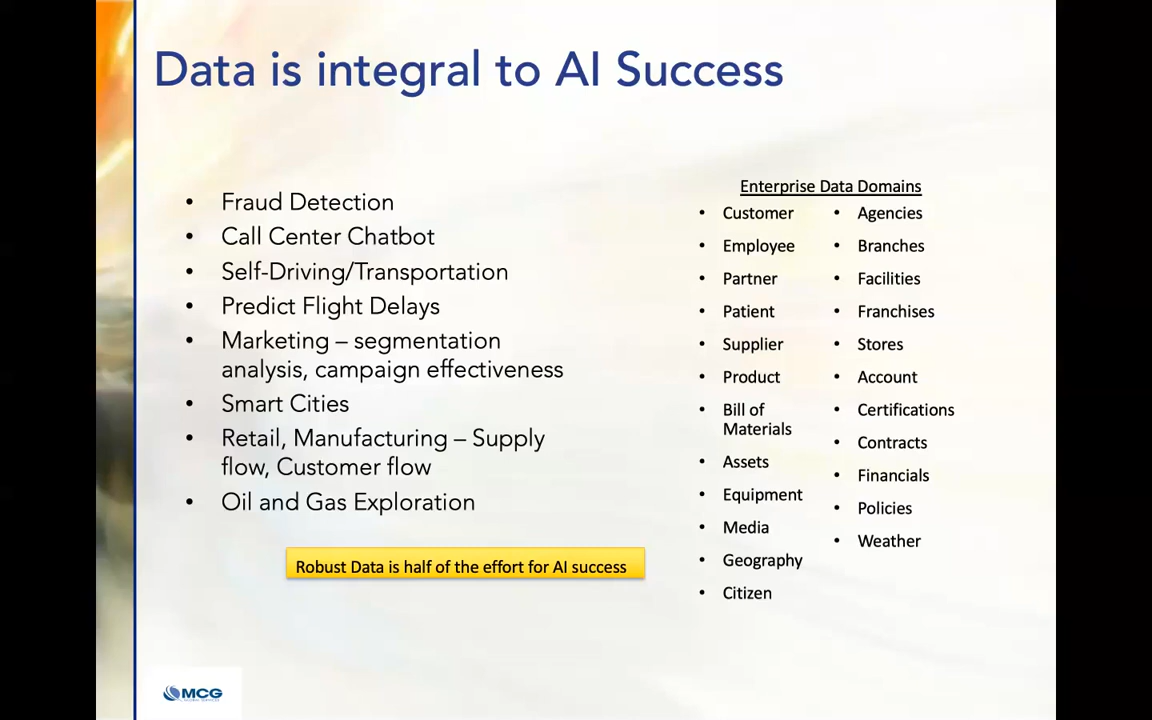 Data is integral to AI Success
• Fraud Detection
• Call Center Chatbot
• Self-Driving/Transportation
• Predict Flight Delays
• Marketing – segmentation
analysis, campaign effectiveness
• Smart Cities
• Retail, Manufacturing – Supply
flow, Customer flow
• Oil and Gas Exploration
Robust Data is half of the effort for AI success
Enterprise Data Domains
• Customer
• Employee
• Partner
• Patient
• Supplier
• Product
• Bill of
Materials
• Assets
• Equipment
• Media
• Geography
• Citizen
• Agencies
• Branches
• Facilities
• Franchises
• Stores
• Account
• Certifications
• Contracts
• Financials
• Policies
• Weather
MCG